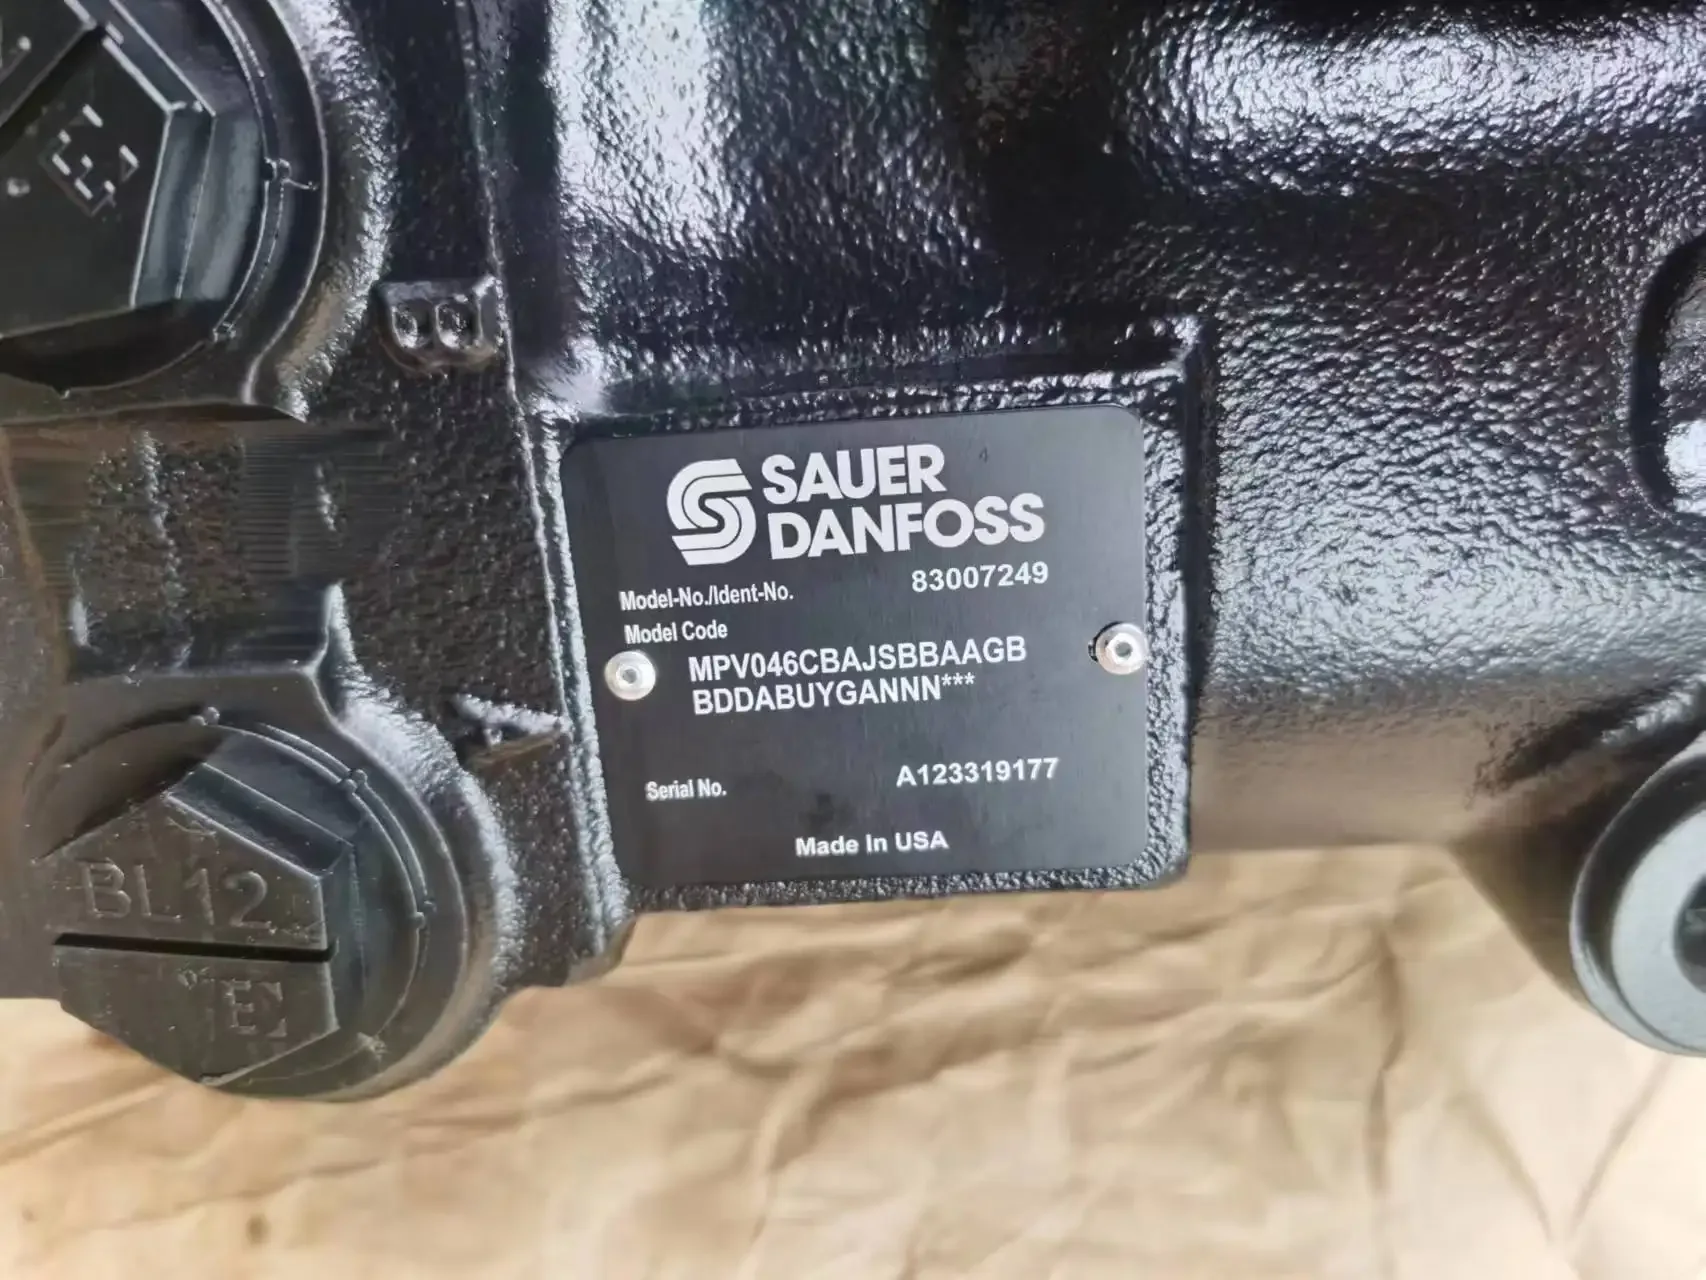 SAUER
DANFOSS
Model-No./Ident-No. 83007249
Model Code
MPV046CBAJSBBAAGB
BDDABUYGANNN***
Serial No. A123319177
Made In USA
BL12
E
E